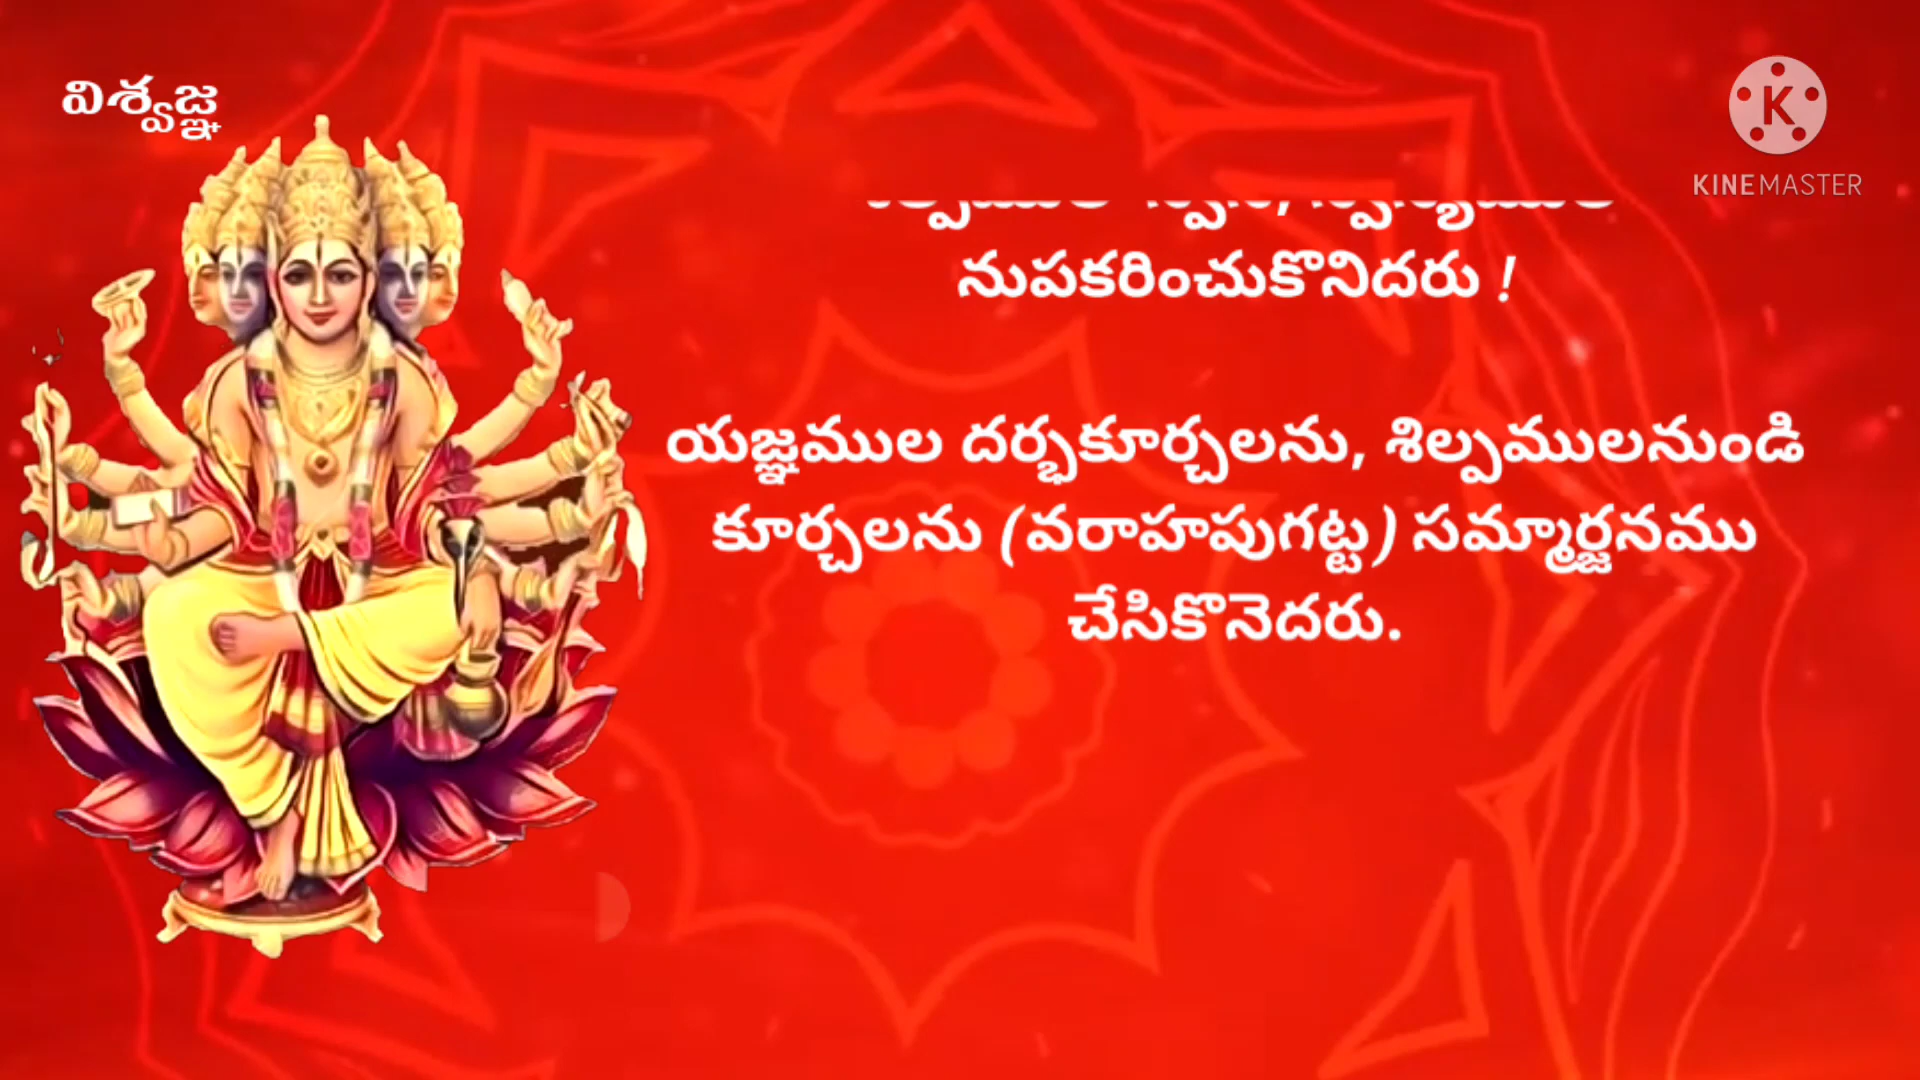 విశ్వజ్ఞ
KINEMASTER
నుపకరించుకొనిదరు !
యజ్ఞముల దర్భకూర్చలను, శిల్పములనుండి
కూర్చలను (వరాహపుగట్ట) సమ్మార్జనము
చేసికొనెదరు.